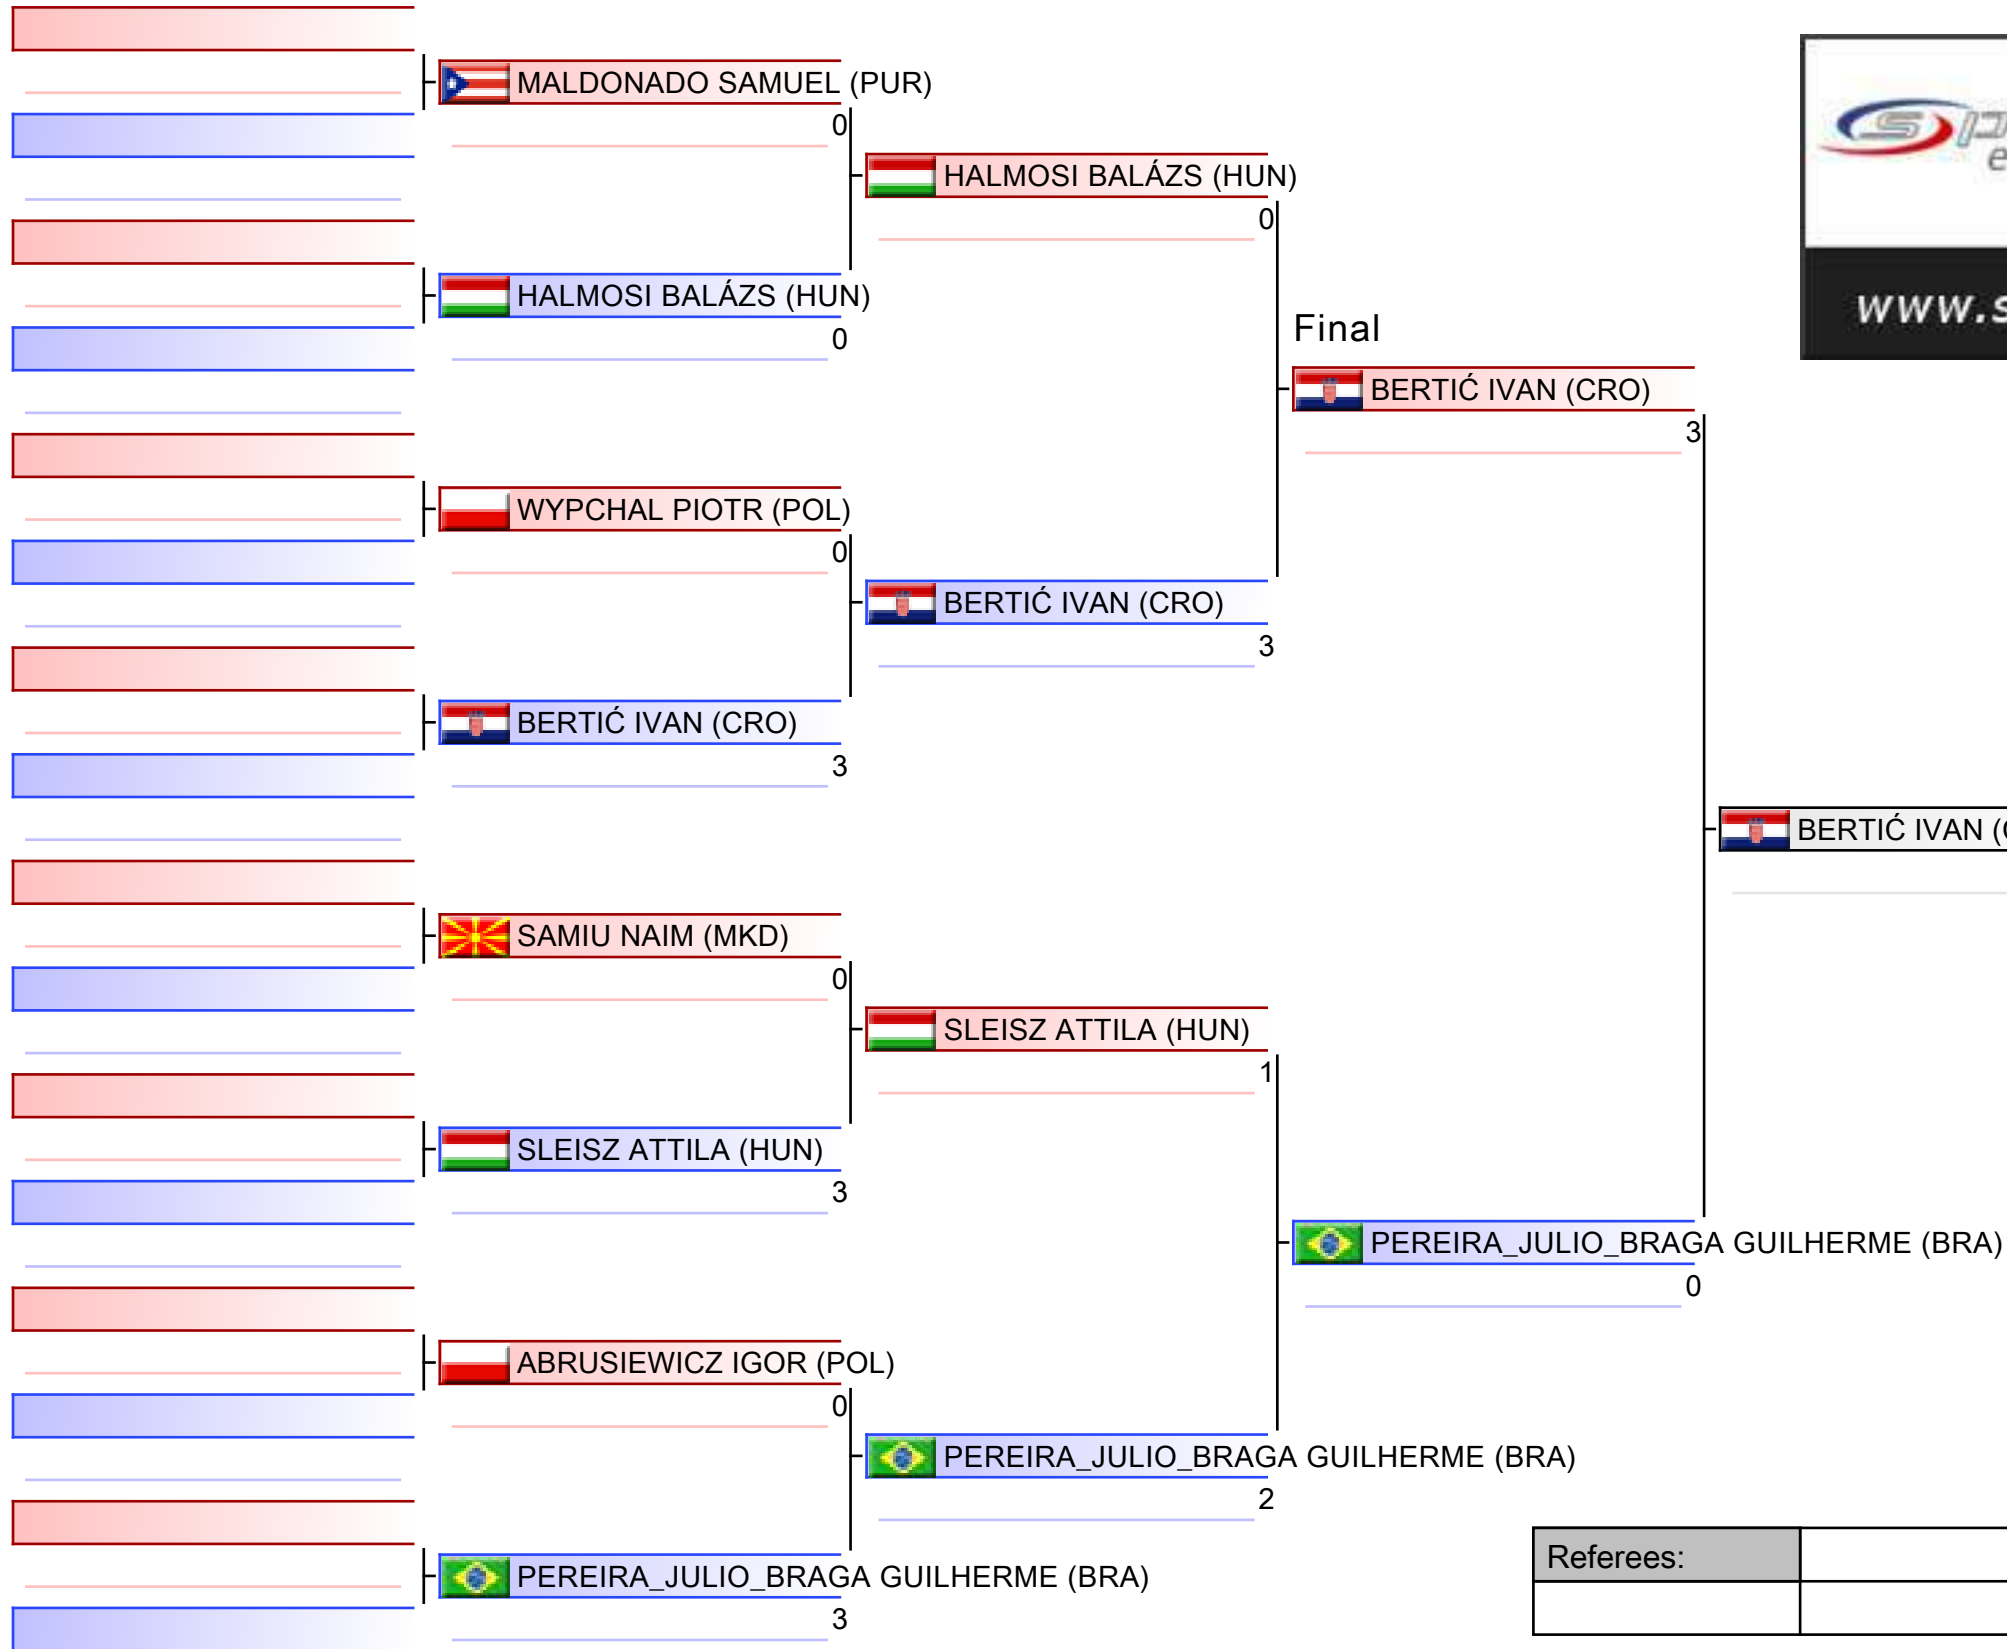 MALDONADO SAMUEL (PUR)
0
HALMOSI BALÁZS (HUN)
0
HALMOSI BALÁZS (HUN)
0
WYPCHAL PIOTR (POL)
0
BERTIĆ IVAN (CRO)
3
BERTIĆ IVAN (CRO)
3
Final
BERTIĆ IVAN (CRO)
3
SAMIU NAIM (MKD)
0
SLEISZ ATTILA (HUN)
3
SLEISZ ATTILA (HUN)
1
ABRUSIEWICZ IGOR (POL)
0
PEREIRA_JULIO_BRAGA GUILHERME (BRA)
3
PEREIRA_JULIO_BRAGA GUILHERME (BRA)
2
PEREIRA_JULIO_BRAGA GUILHERME (BRA)
0
BERTIĆ IVAN (
www.s
Referees: